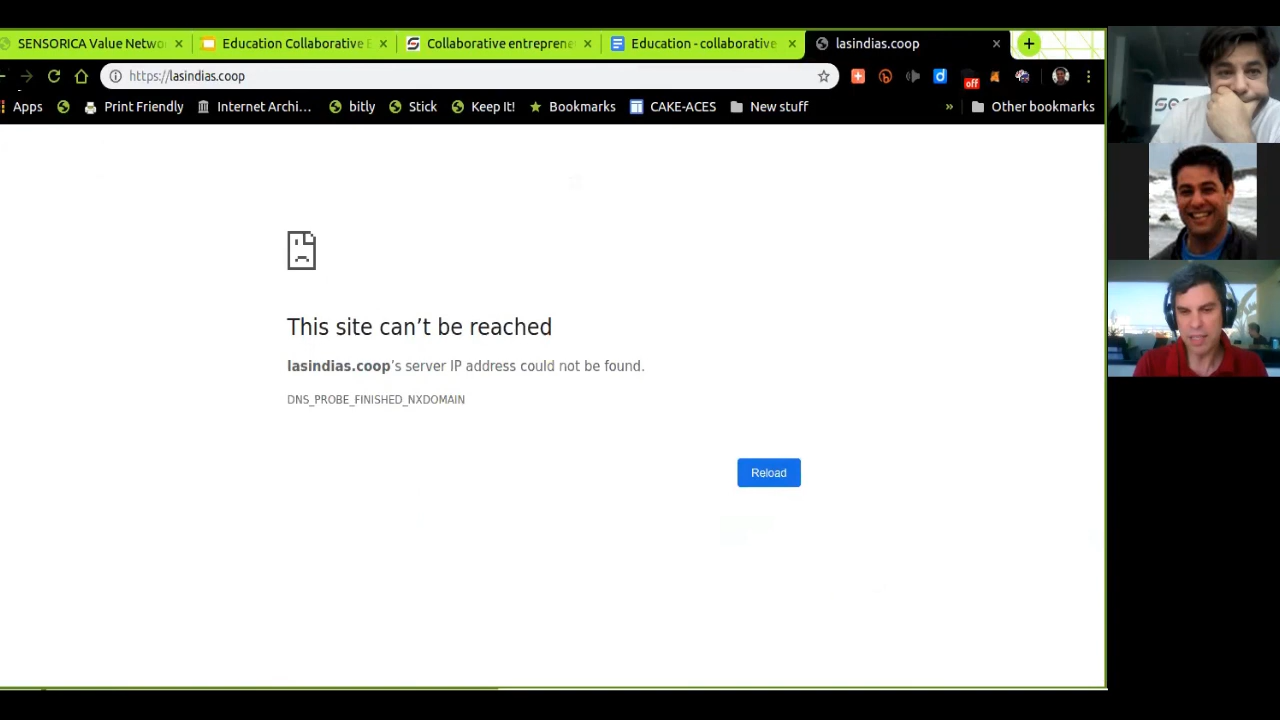 SENSORICA Value Netwo
Education Collaborative E
Collaborative entreprene
Education - collaborative
lasindias.coop
https://lasindias.coop
off
Apps
Print Friendly
Internet Archi...
bitly
Stick
Keep It!
Bookmarks
CAKE-ACES
New stuff
»
Other bookmarks
This site can’t be reached
lasindias.coop’s server IP address could not be found.
DNS_PROBE_FINISHED_NXDOMAIN
Reload